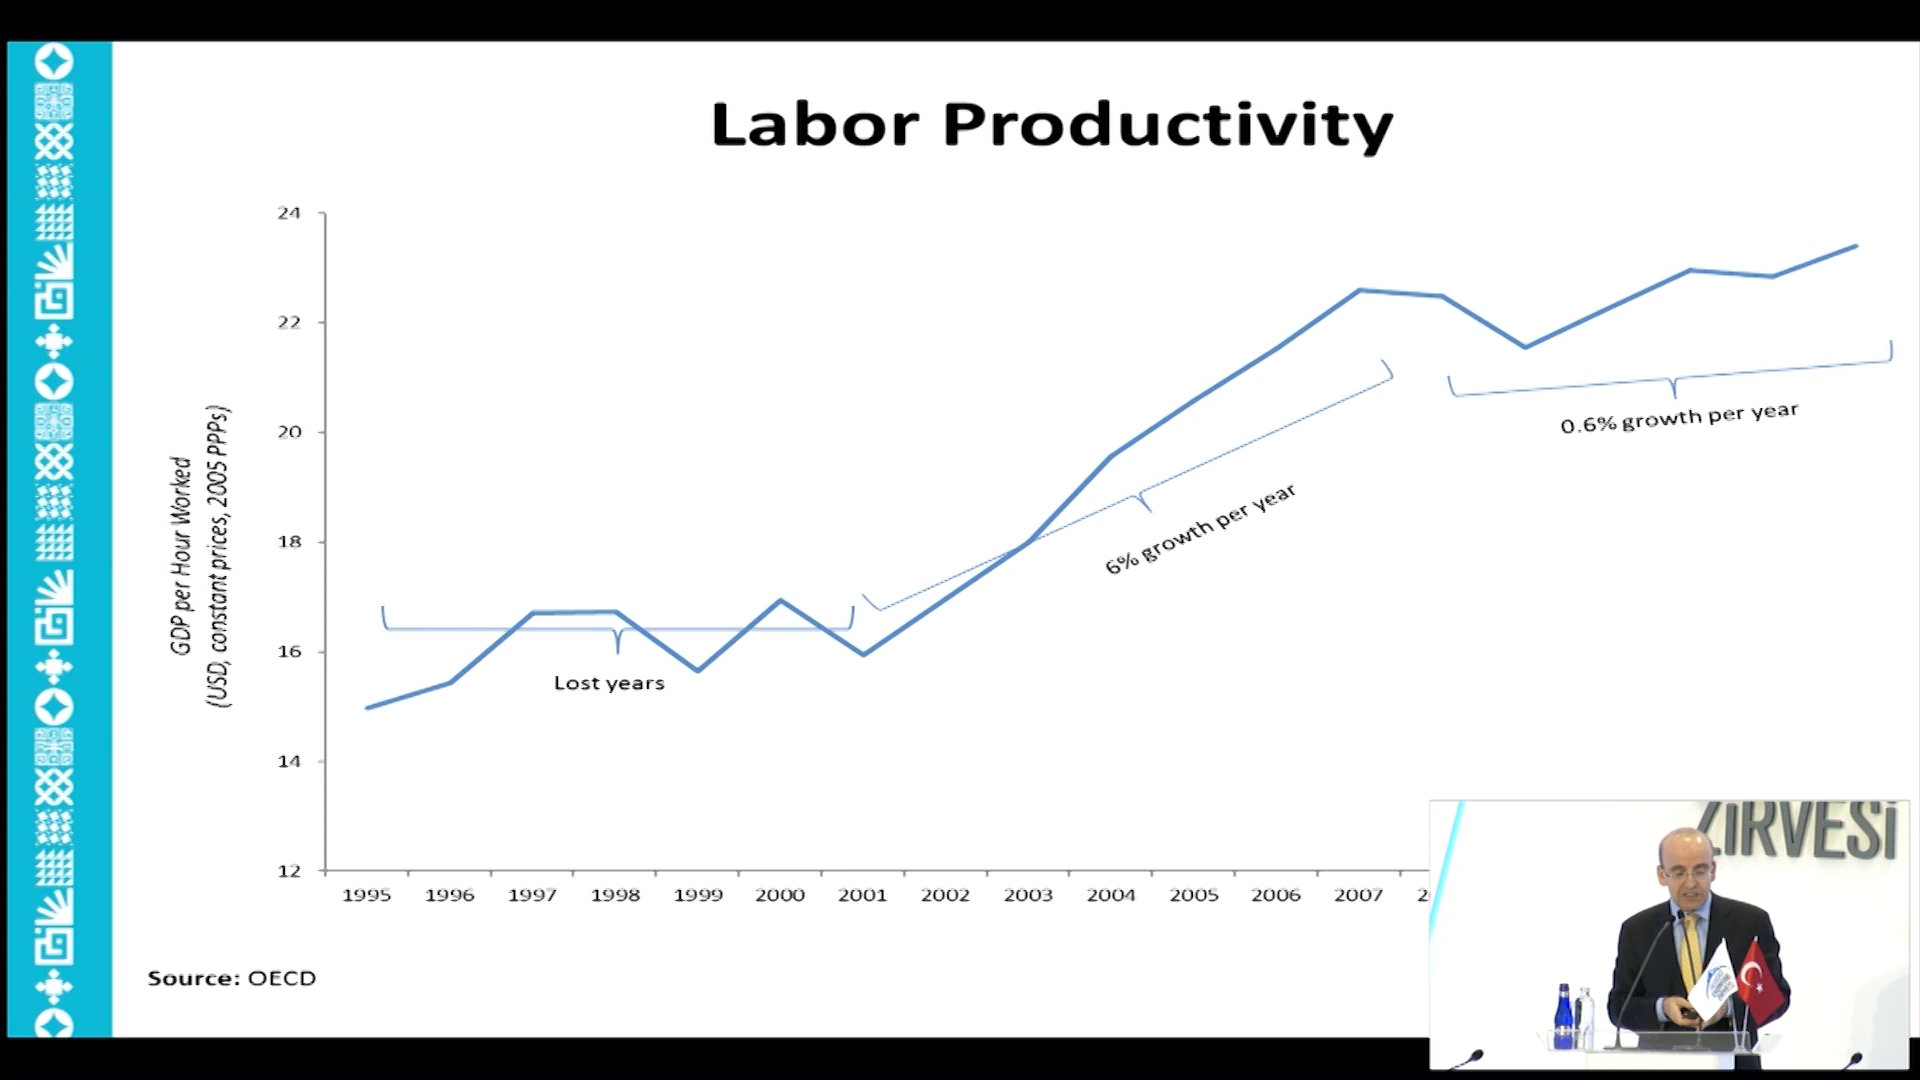 Labor Productivity
24
22
20
18
16
14
12
GDP per Hour Worked
(USD, constant prices, 2005 PPPs)
Lost years
6% growth per year
0.6% growth per year
1995 1996 1997 1998 1999 2000 2001 2002 2003 2004 2005 2006 2007
Source: OECD
ZİRVESİ